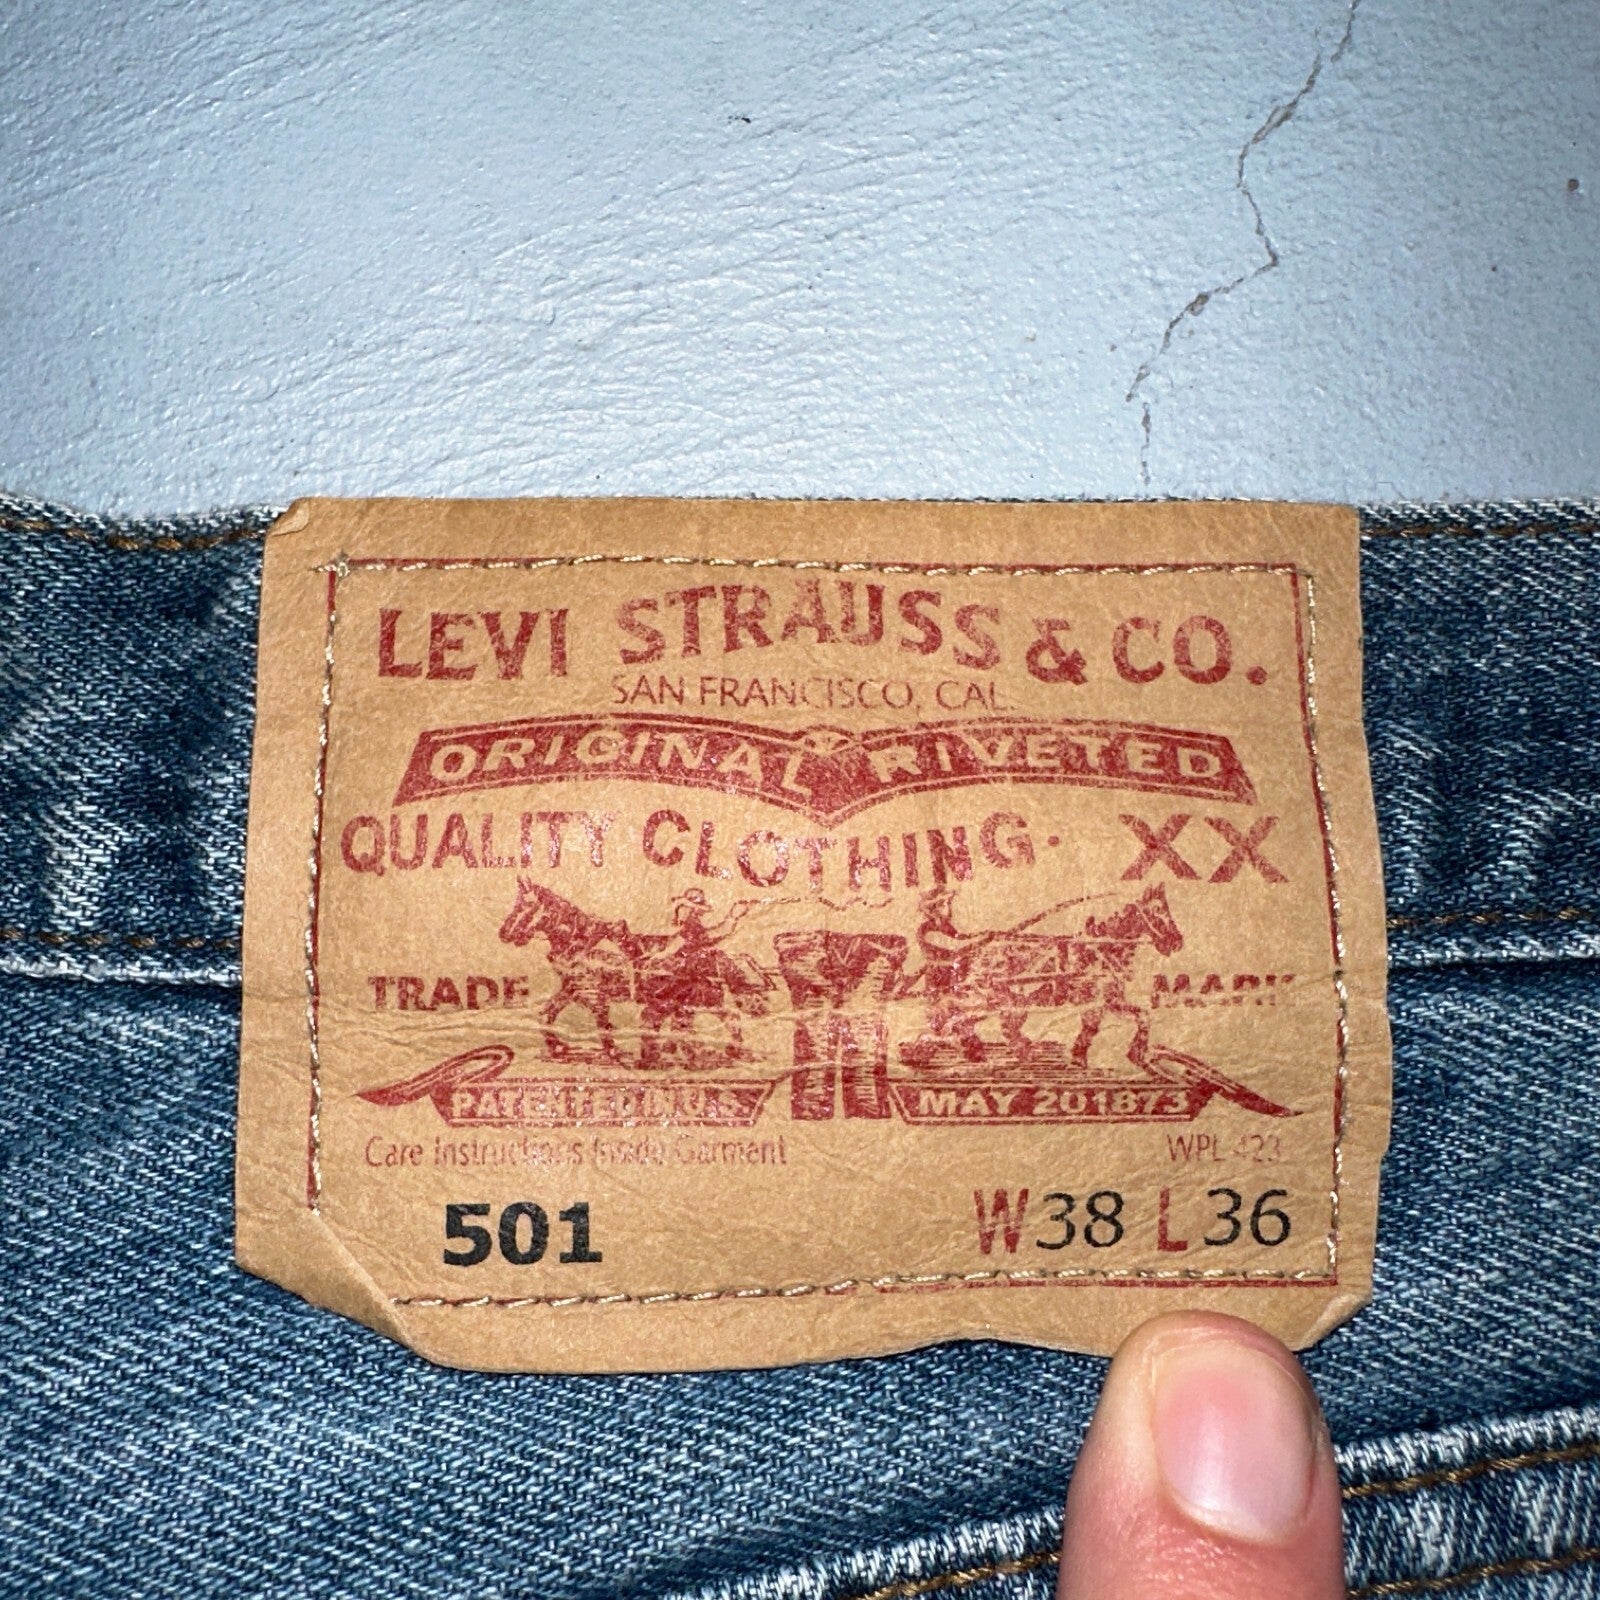 LEVI STRAUSS & CO.
SAN FRANCISCO, CAL.
ORIGINAL RIVETED
QUALITY CLOTHING. XX
TRADE MARK
PATENTED IN U.S. MAY 20 1873
Care Instructions Inside Garment WPL 423
501 W38 L36